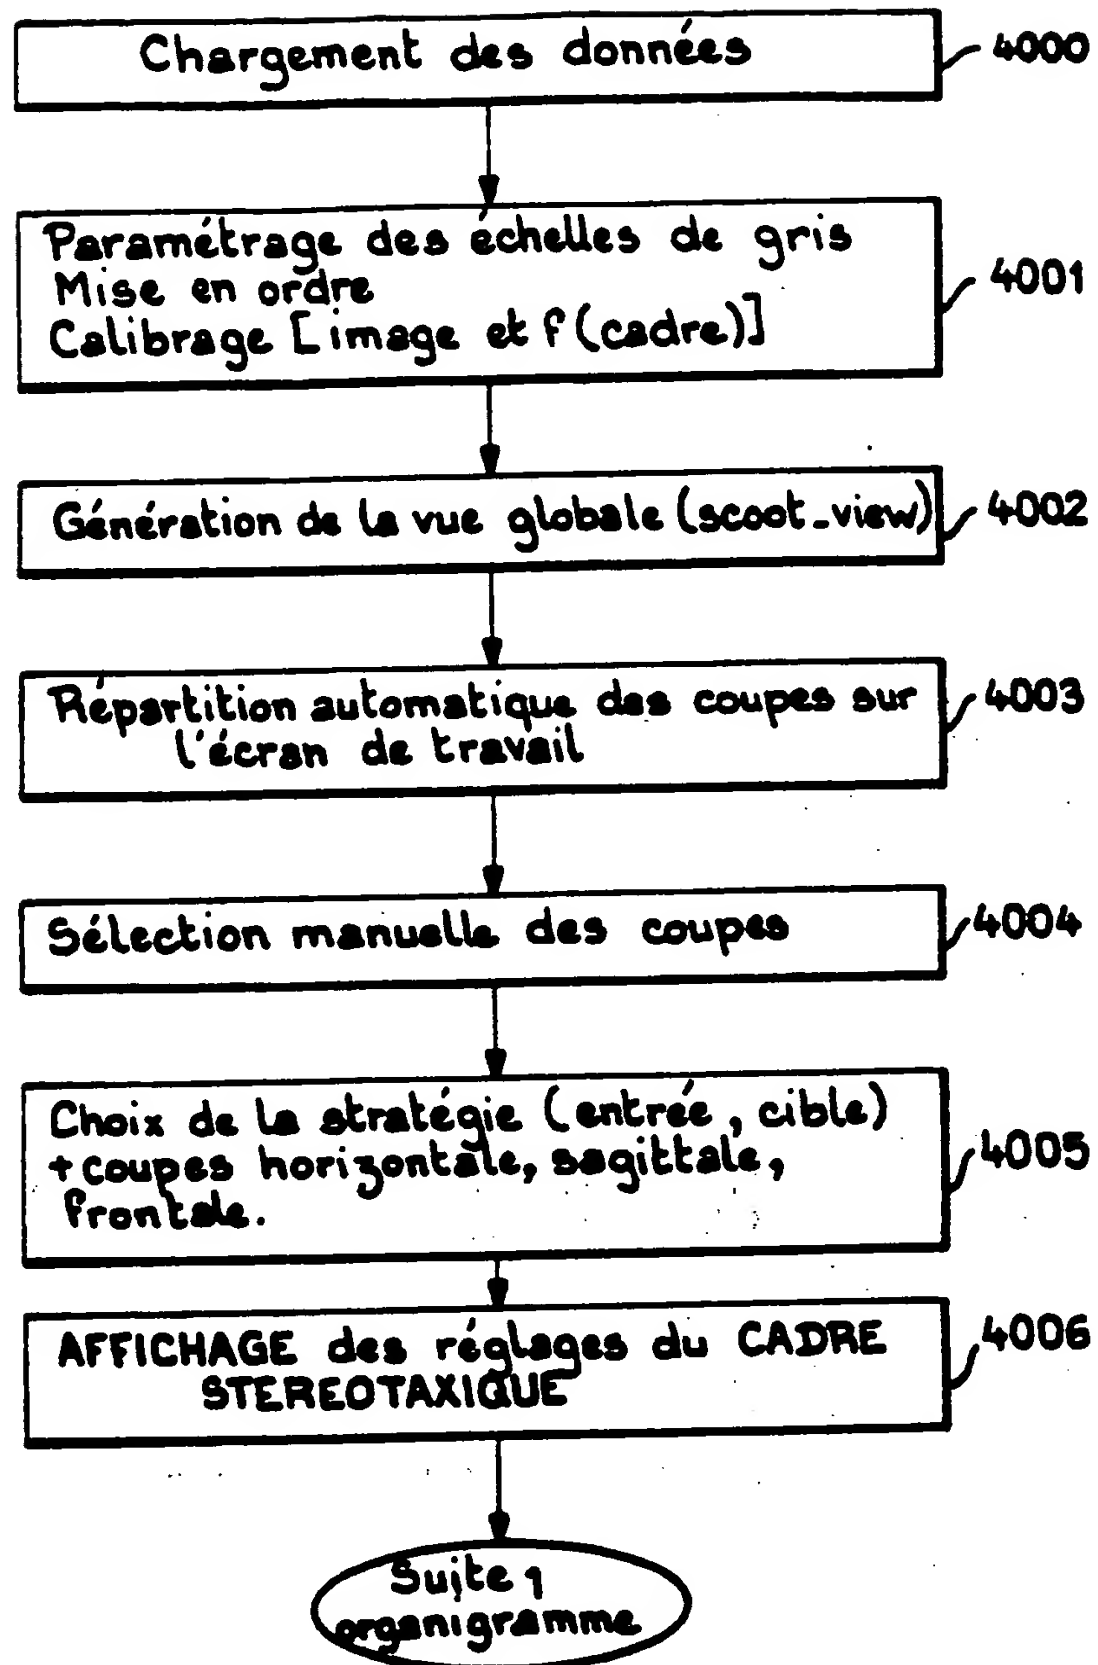 Chargement des données
4000
Paramétrage des échelles de gris
Mise en ordre
Calibrage [image et f(cadre)]
4001
Génération de la vue globale (scoot_view)
4002
Répartition automatique des coupes sur
l'écran de travail
4003
Sélection manuelle des coupes
4004
Choix de la stratégie (entrée, cible)
+ coupes horizontale, sagittale,
frontale.
4005
AFFICHAGE des réglages du CADRE
STEREOTAXIQUE
4006
Suite 1
organigramme